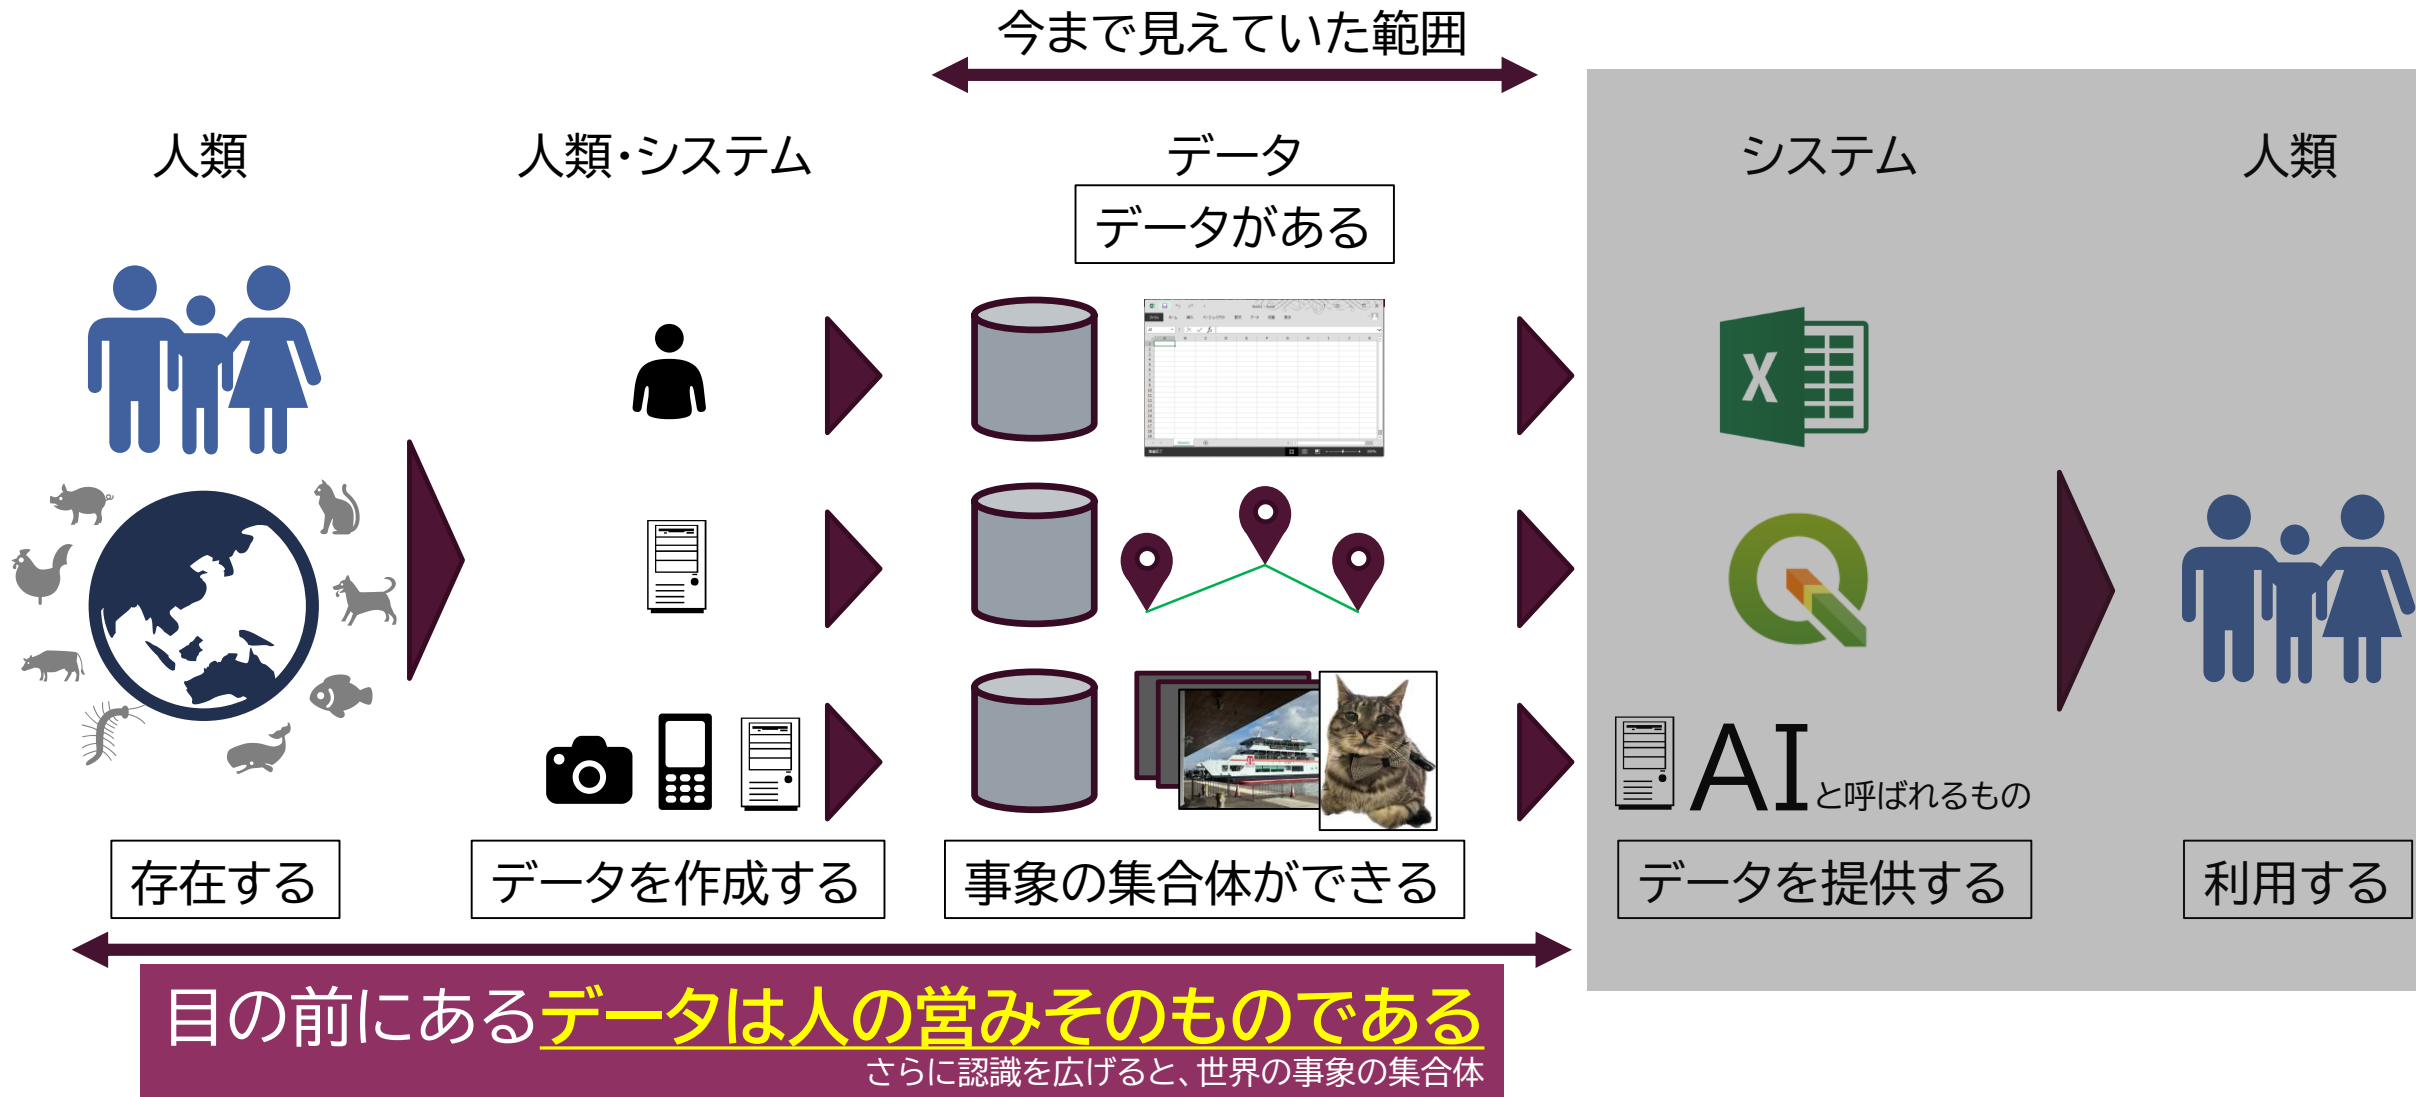 今まで見えていた範囲
人類
人類・システム
データ
システム
人類
データがある
X
AIと呼ばれるもの
存在する
データを作成する
事象の集合体ができる
データを提供する
利用する
目の前にあるデータは人の営みそのものである
さらに認識を広げると、世界の事象の集合体